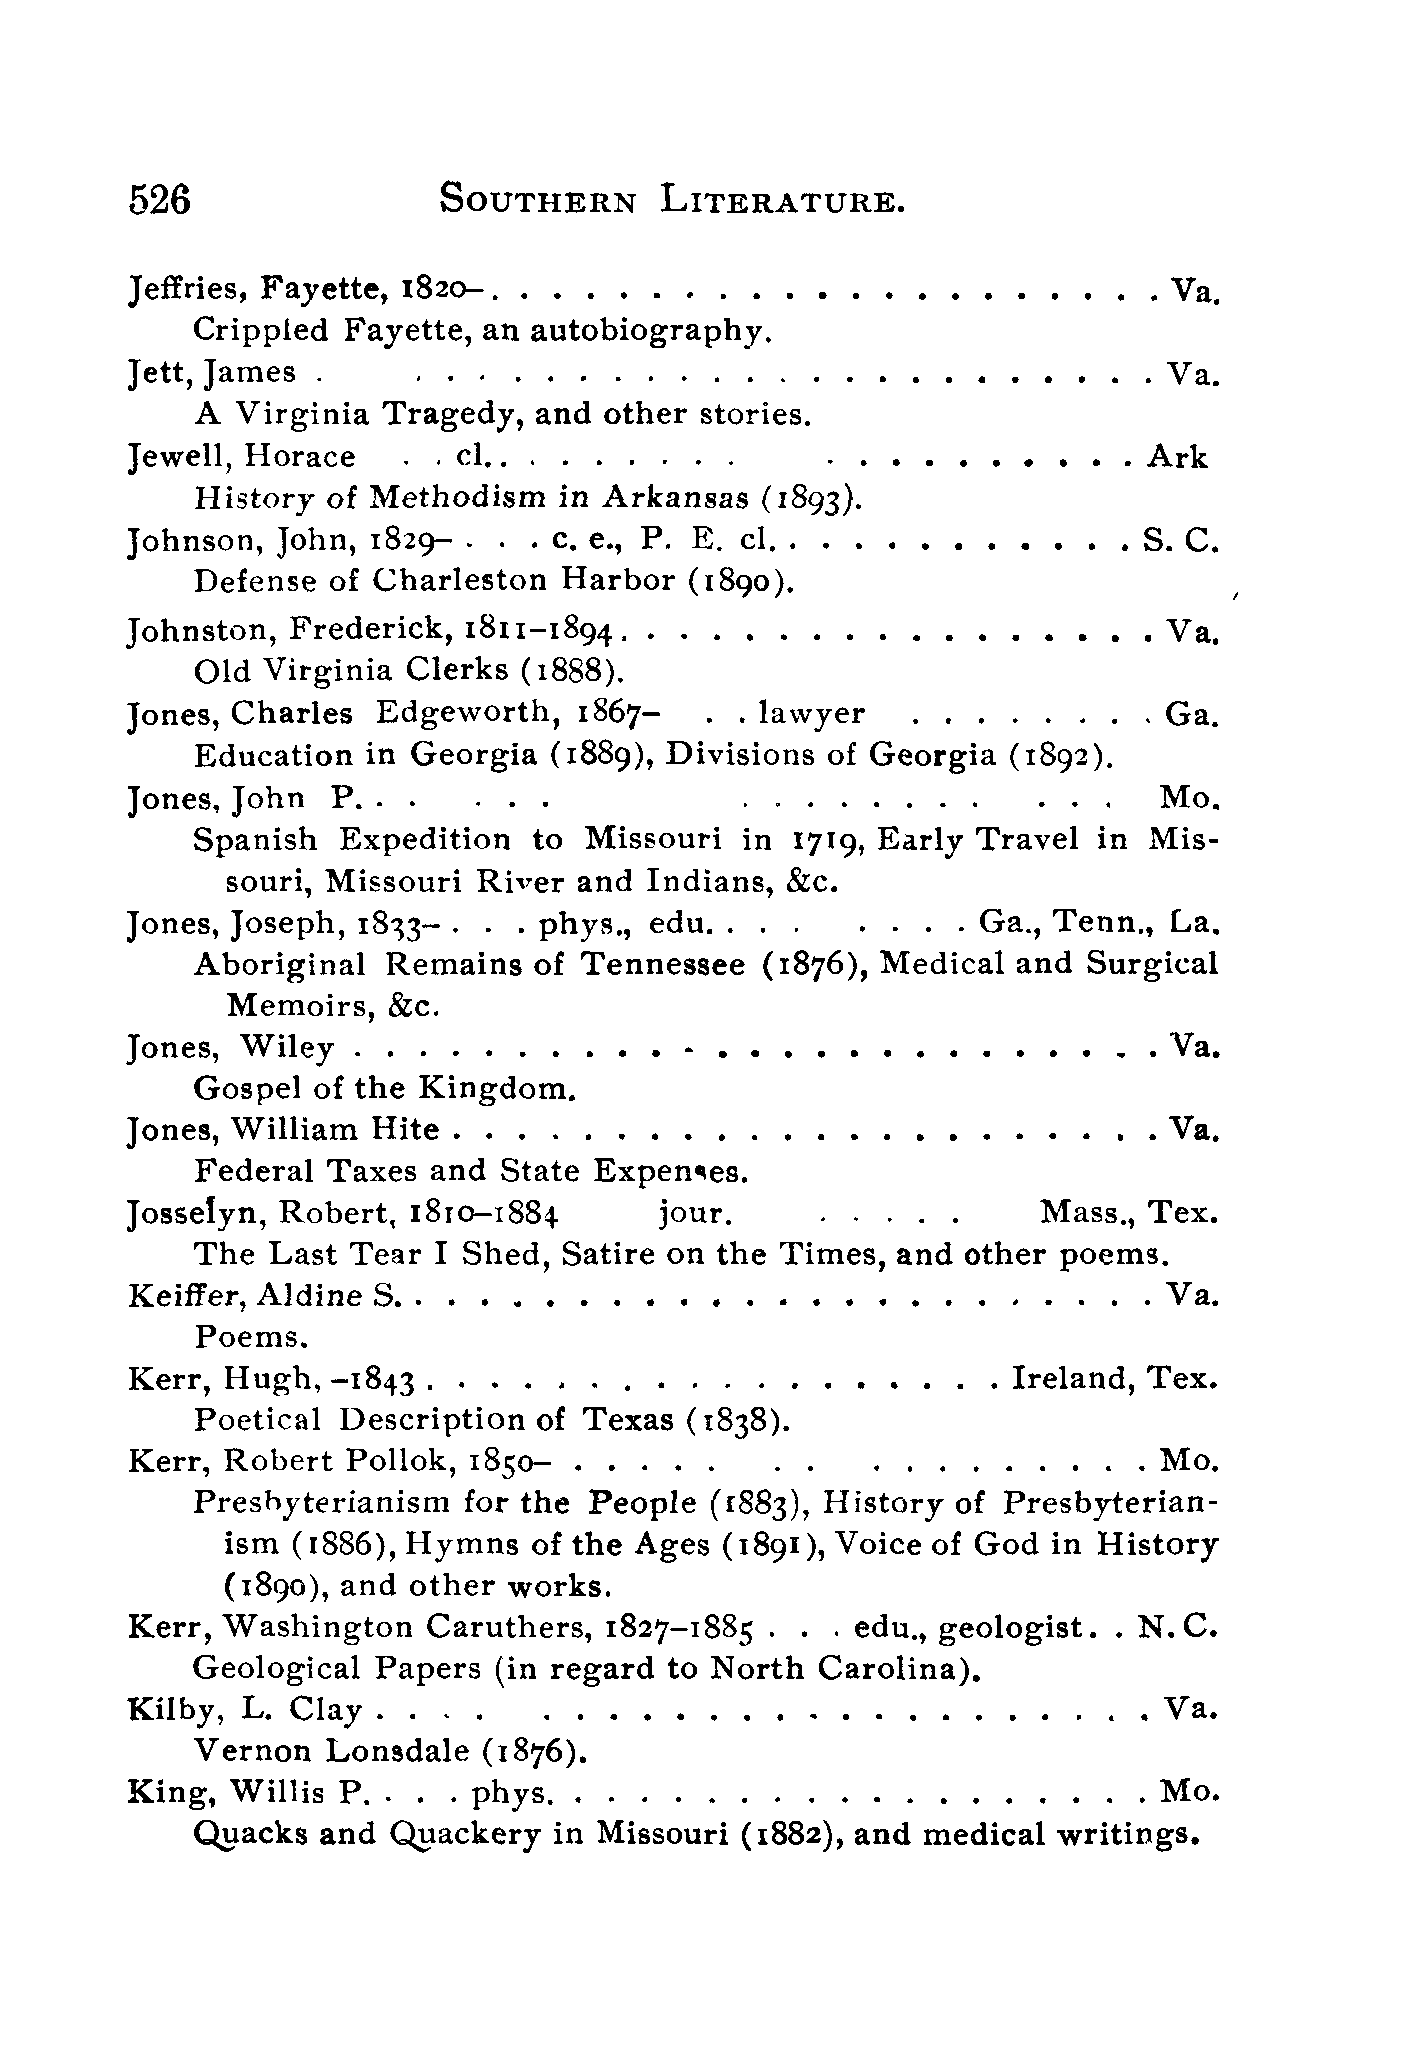 526 SOUTHERN LITERATURE.
Jeffries, Fayette, 1820–. . . . . . . . . . . . . . . . . . . . . Va.
Crippled Fayette, an autobiography.
Jett, James . . . . . . . . . . . . . . . . . . . . . . . . Va.
A Virginia Tragedy, and other stories.
Jewell, Horace . . cl. . . . . . . . . . . . . . . . . . . . Ark
History of Methodism in Arkansas (1893).
Johnson, John, 1829– . . . c. e., P. E. cl. . . . . . . . . . . . S. C.
Defense of Charleston Harbor (1890).
Johnston, Frederick, 1811–1894 . . . . . . . . . . . . . . . . . Va.
Old Virginia Clerks (1888).
Jones, Charles Edgeworth, 1867– . . lawyer . . . . . . . . Ga.
Education in Georgia (1889), Divisions of Georgia (1892).
Jones, John P. . . . . . . . . . . . . . . . . Mo.
Spanish Expedition to Missouri in 1719, Early Travel in Mis-
souri, Missouri River and Indians, &c.
Jones, Joseph, 1833– . . . phys., edu. . . . . . . . Ga., Tenn., La.
Aboriginal Remains of Tennessee (1876), Medical and Surgical
Memoirs, &c.
Jones, Wiley . . . . . . . . . . . . . . . . . . . . . . . . . Va.
Gospel of the Kingdom.
Jones, William Hite . . . . . . . . . . . . . . . . . . . . . . Va.
Federal Taxes and State Expenses.
Josselyn, Robert, 1810–1884 jour. . . . . . Mass., Tex.
The Last Tear I Shed, Satire on the Times, and other poems.
Keiffer, Aldine S. . . . . . . . . . . . . . . . . . . . . . . . Va.
Poems.
Kerr, Hugh, –1843 . . . . . . . . . . . . . . . . . . Ireland, Tex.
Poetical Description of Texas (1838).
Kerr, Robert Pollok, 1850– . . . . . . . . . . . . . . . . Mo.
Presbyterianism for the People (1883), History of Presbyterian-
ism (1886), Hymns of the Ages (1891), Voice of God in History
(1890), and other works.
Kerr, Washington Caruthers, 1827–1885 . . . edu., geologist. . N. C.
Geological Papers (in regard to North Carolina).
Kilby, L. Clay . . . . . . . . . . . . . . . . . . . . . . . Va.
Vernon Lonsdale (1876).
King, Willis P. . . . phys. . . . . . . . . . . . . . . . . . . Mo.
Quacks and Quackery in Missouri (1882), and medical writings.